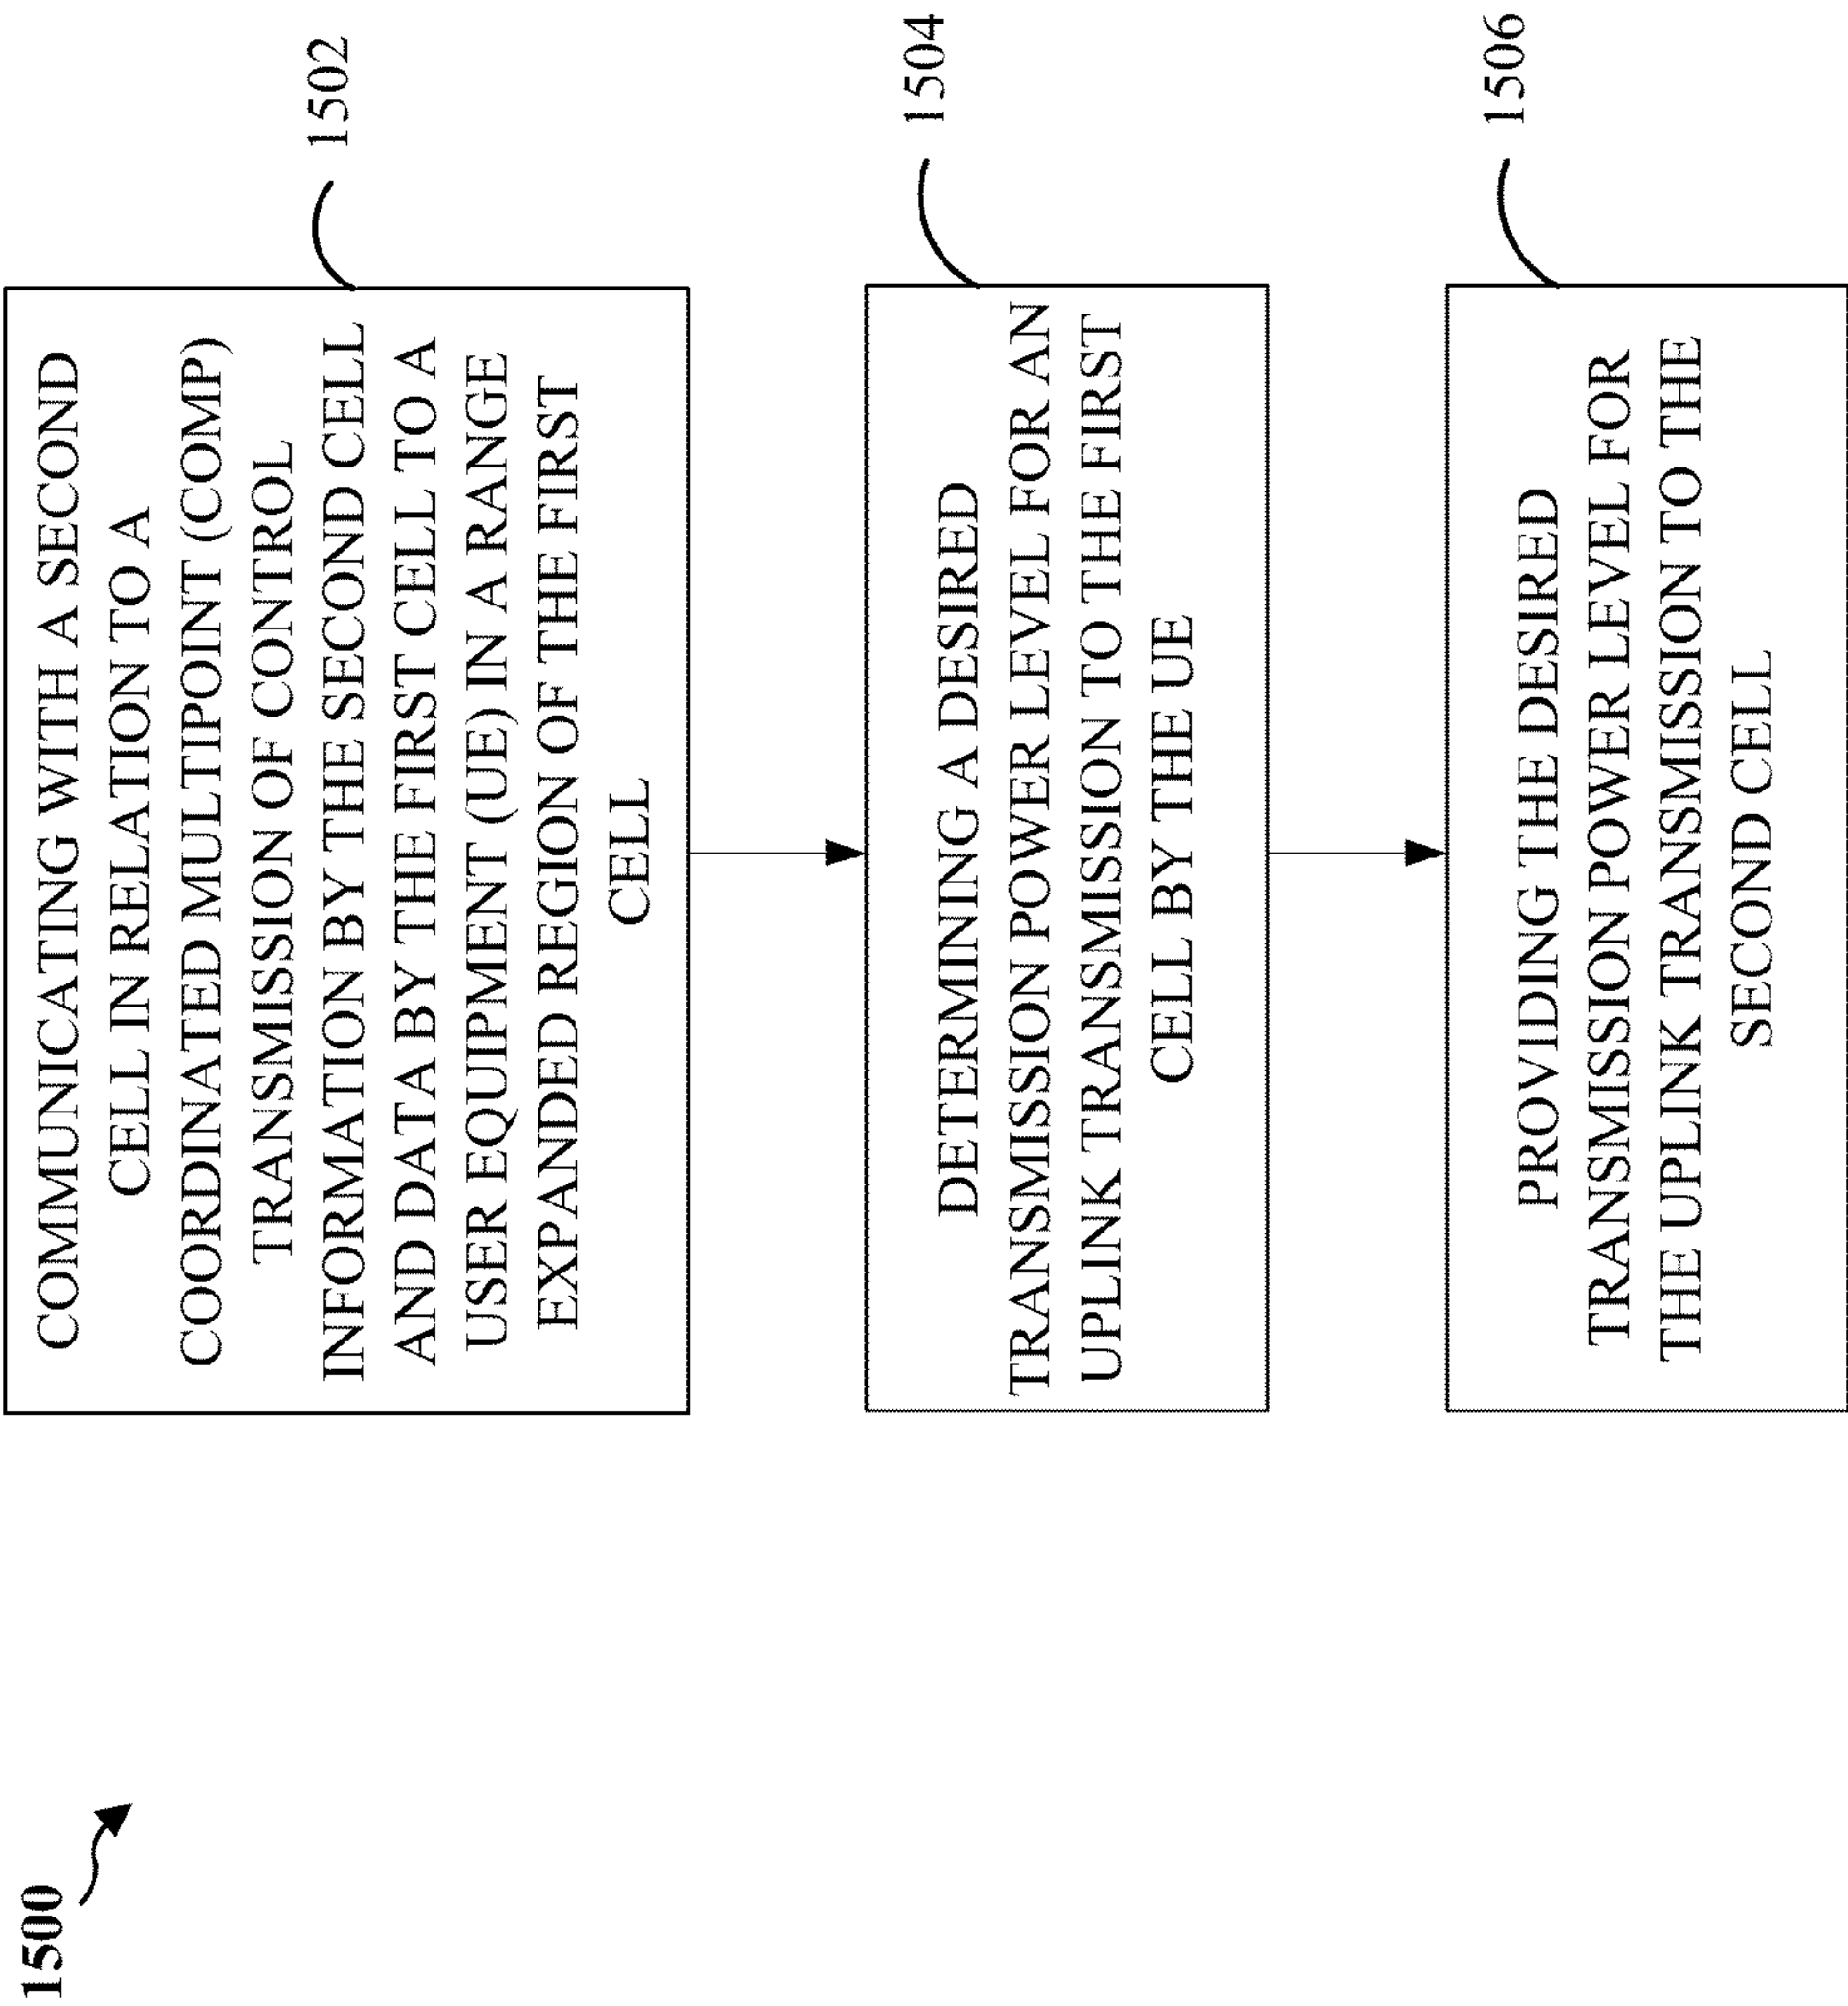 1500
COMMUNICATING WITH A SECOND
CELL IN RELATION TO A
COORDINATED MULTIPOINT (COMP)
TRANSMISSION OF CONTROL
INFORMATION BY THE SECOND CELL
AND DATA BY THE FIRST CELL TO A
USER EQUIPMENT (UE) IN A RANGE
EXPANDED REGION OF THE FIRST
CELL
1502
DETERMINING A DESIRED
TRANSMISSION POWER LEVEL FOR AN
UPLINK TRANSMISSION TO THE FIRST
CELL BY THE UE
1504
PROVIDING THE DESIRED
TRANSMISSION POWER LEVEL FOR
THE UPLINK TRANSMISSION TO THE
SECOND CELL
1506